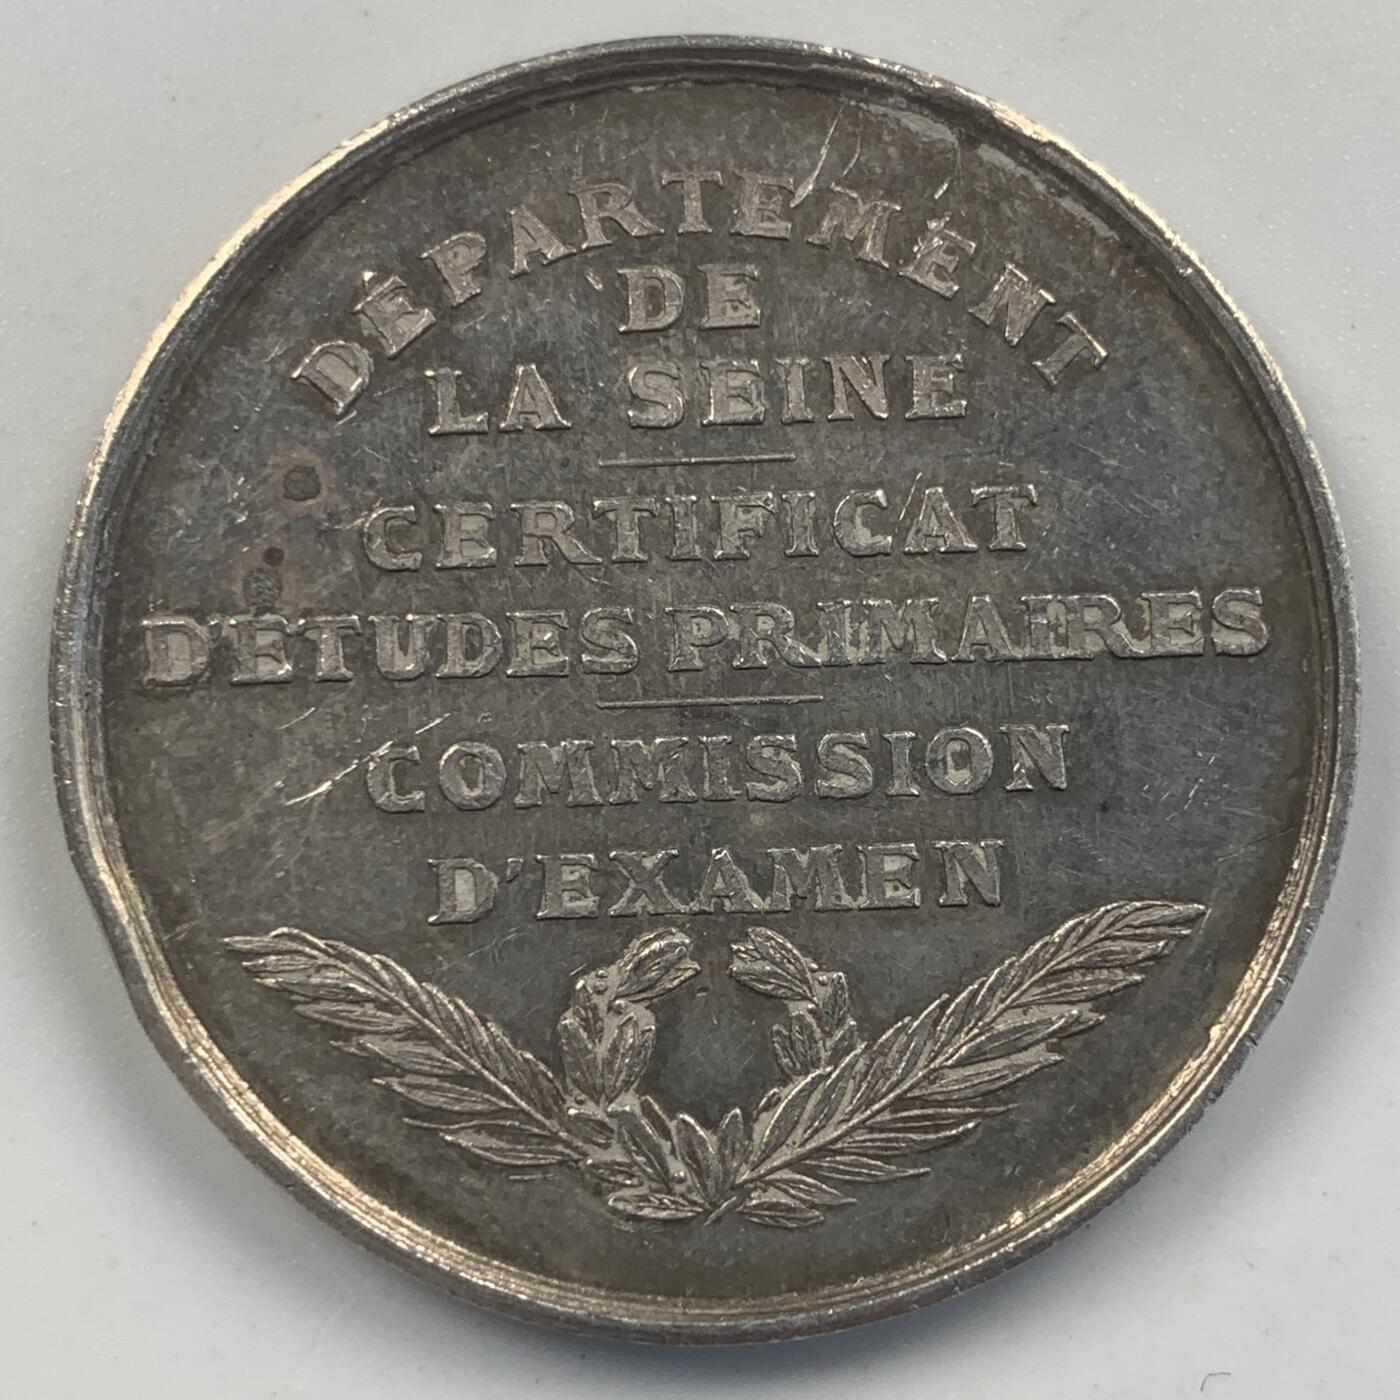 DÉPARTEMENT
DE
LA SEINE
CERTIFICAT
D'ÉTUDES PRIMAIRES
COMMISSION
D'EXAMEN